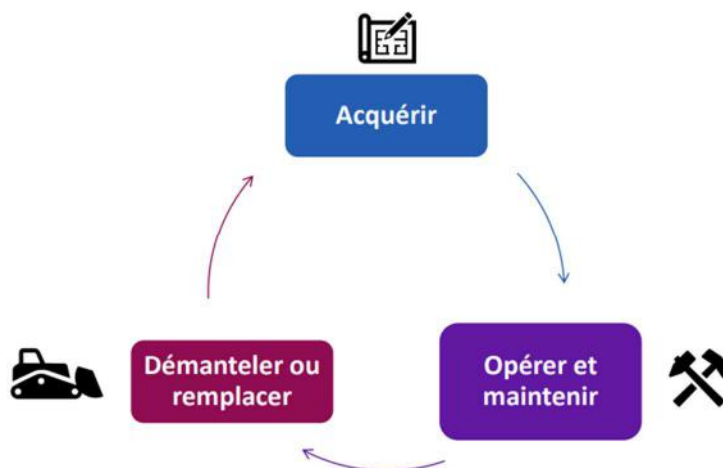 Acquérir
Démanteler ou
remplacer
Opérer et
maintenir